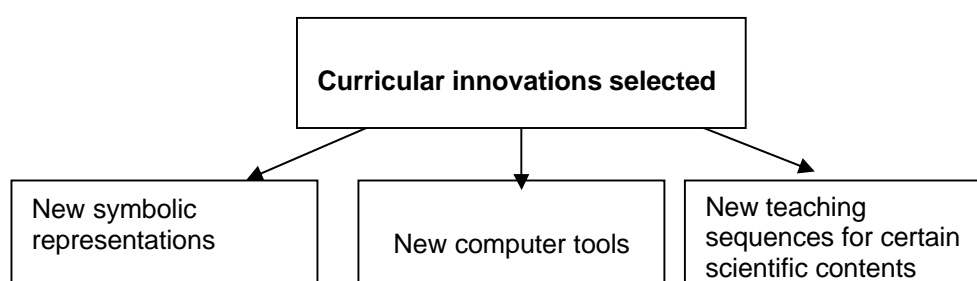 Curricular innovations selected
New symbolic
representations
New computer tools
New teaching
sequences for certain
scientific contents